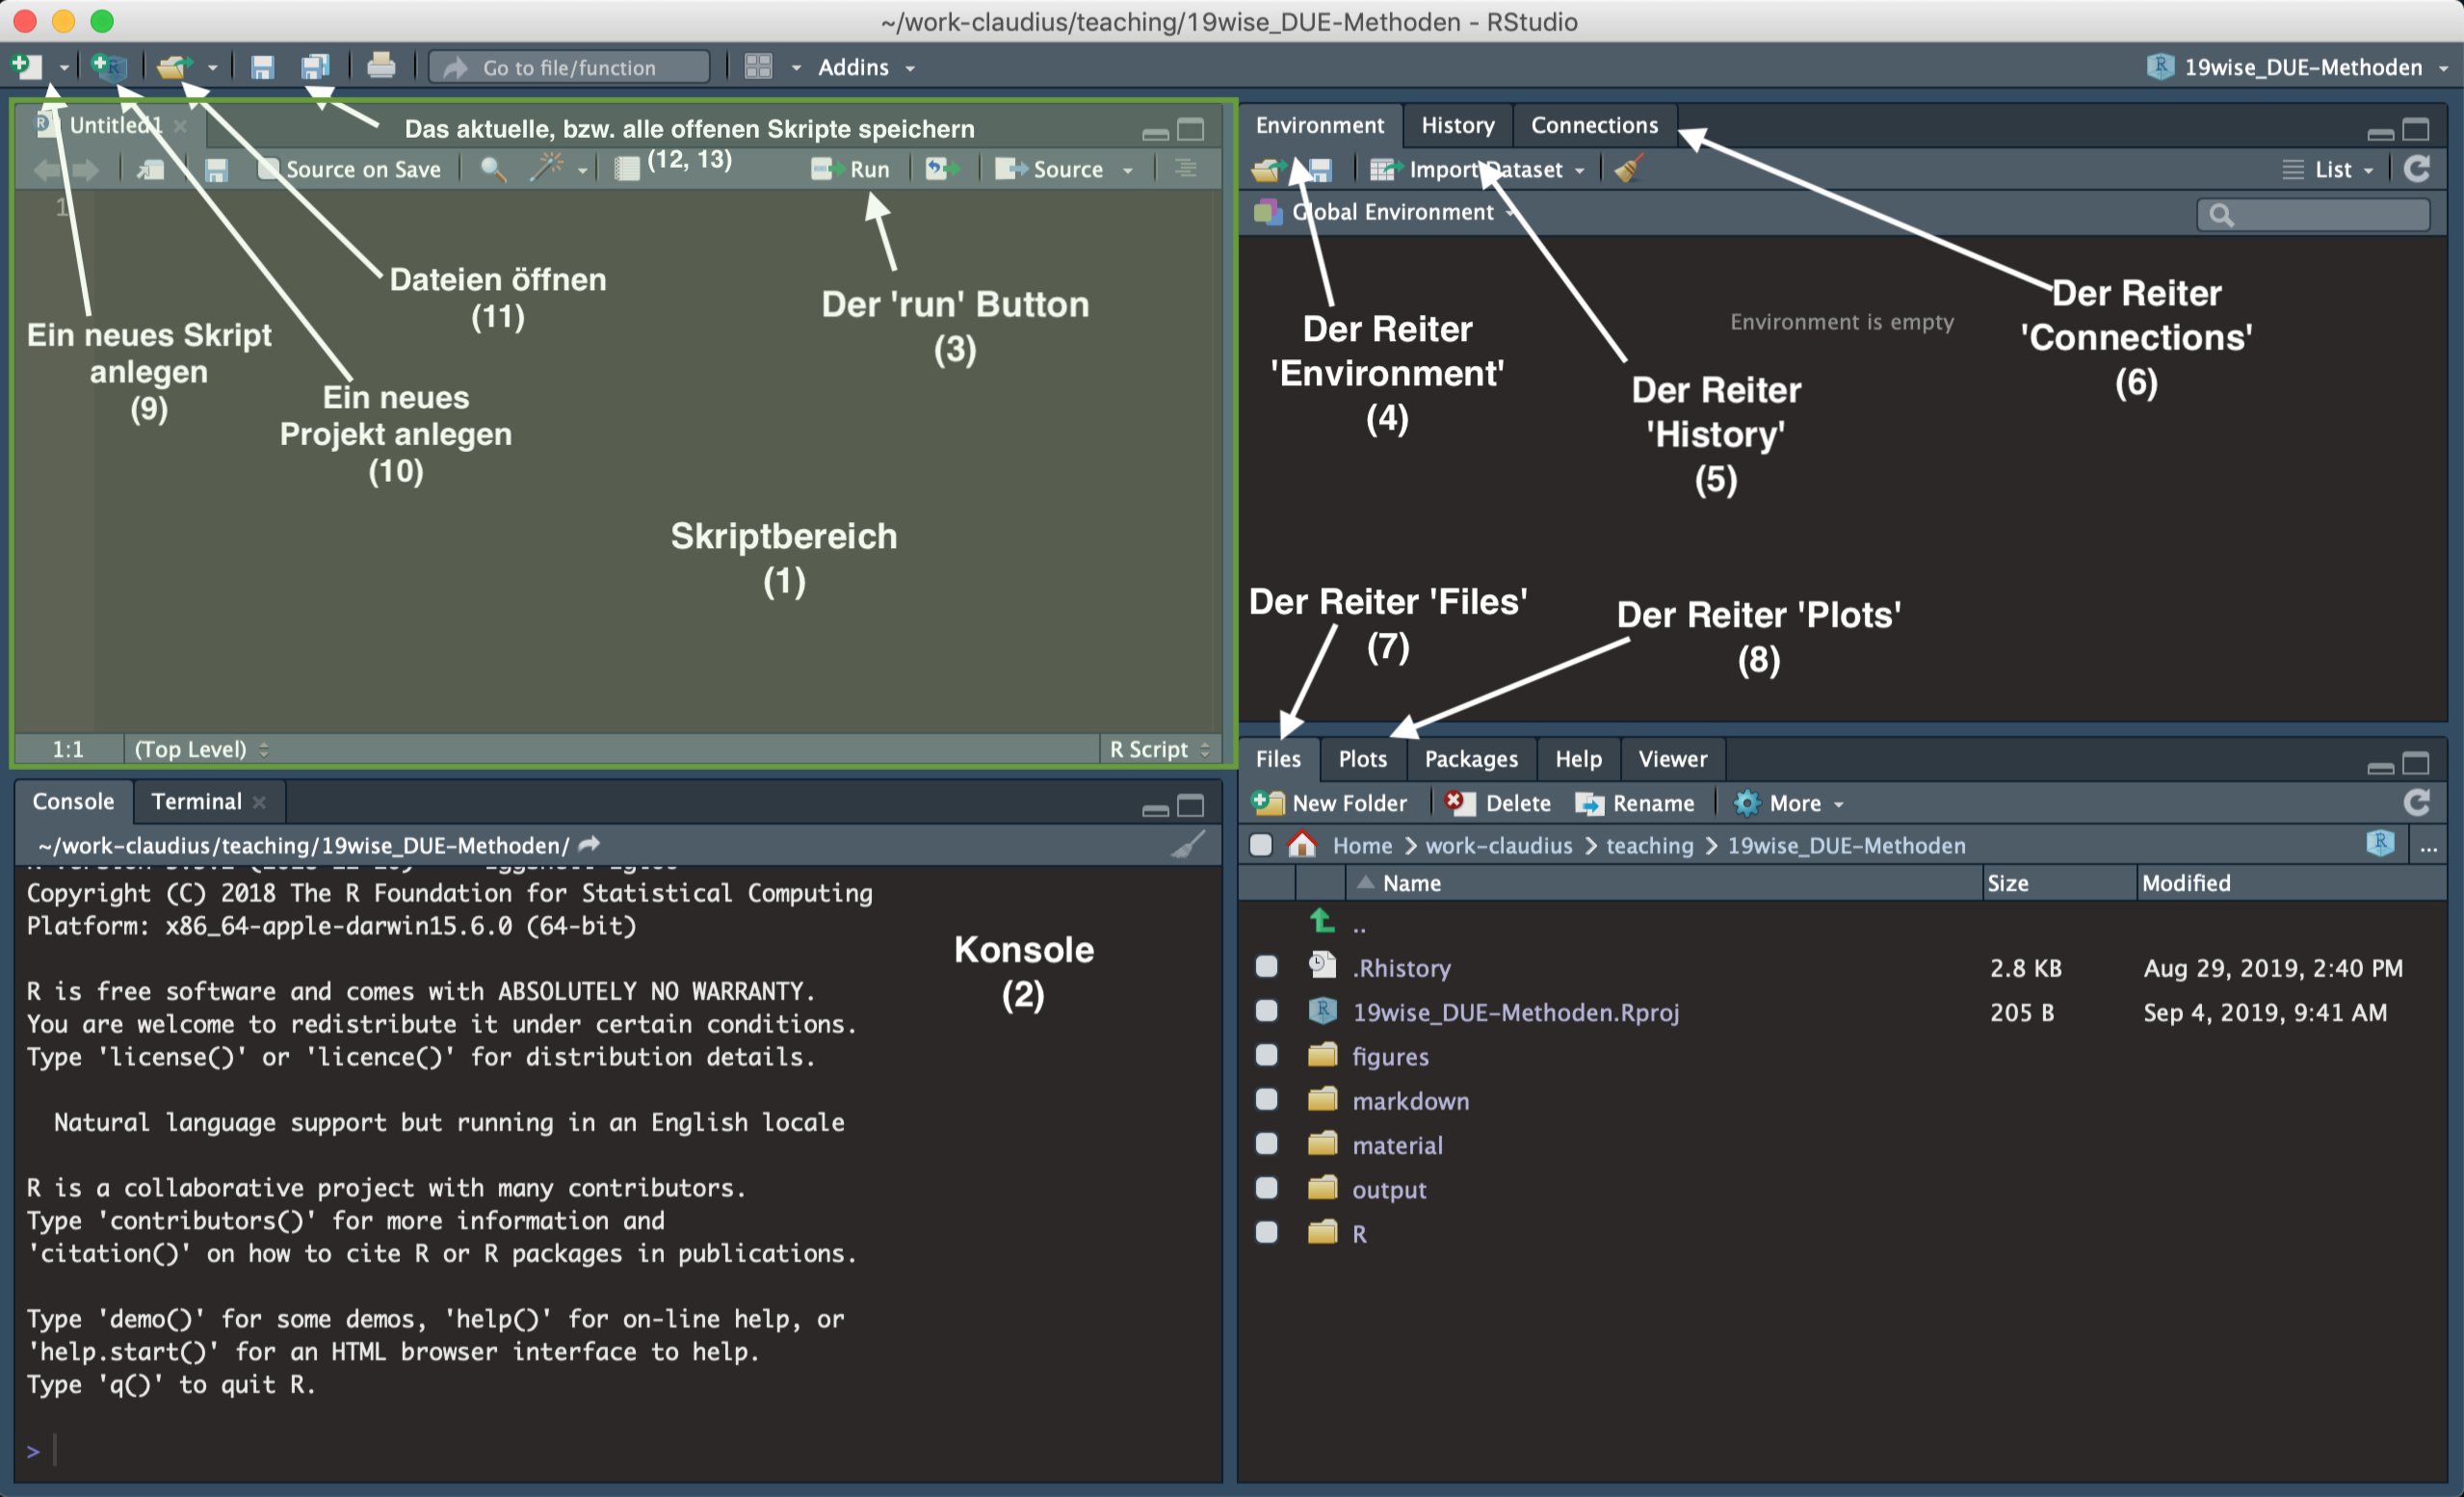 ~/work-claudius/teaching/19wise_DUE-Methoden - RStudio
Go to file/function
Addins
19wise_DUE-Methoden
Untitled1
Das aktuelle, bzw. alle offenen Skripte speichern
(12, 13)
Source on Save
Run
Source
1
Dateien öffnen
(11)
Ein neues Skript
anlegen
(9)
Ein neues
Projekt anlegen
(10)
Der 'run' Button
(3)
Skriptbereich
(1)
1:1
(Top Level)
R Script
Environment
History
Connections
Import Dataset
List
Global Environment
Environment is empty
Der Reiter
'Environment'
(4)
Der Reiter
'History'
(5)
Der Reiter
'Connections'
(6)
Der Reiter 'Files'
(7)
Der Reiter 'Plots'
(8)
Console
Terminal
~/work-claudius/teaching/19wise_DUE-Methoden/
Copyright (C) 2018 The R Foundation for Statistical Computing
Platform: x86_64-apple-darwin15.6.0 (64-bit)
R is free software and comes with ABSOLUTELY NO WARRANTY.
You are welcome to redistribute it under certain conditions.
Type 'license()' or 'licence()' for distribution details.
Natural language support but running in an English locale
R is a collaborative project with many contributors.
Type 'contributors()' for more information and
'citation()' on how to cite R or R packages in publications.
Type 'demo()' for some demos, 'help()' for on-line help, or
'help.start()' for an HTML browser interface to help.
Type 'q()' to quit R.
>
Konsole
(2)
Files
Plots
Packages
Help
Viewer
New Folder
Delete
Rename
More
Home
work-claudius
teaching
19wise_DUE-Methoden
...
Name
Size
Modified
..
.Rhistory 2.8 KB Aug 29, 2019, 2:40 PM
19wise_DUE-Methoden.Rproj 205 B Sep 4, 2019, 9:41 AM
figures
markdown
material
output
R